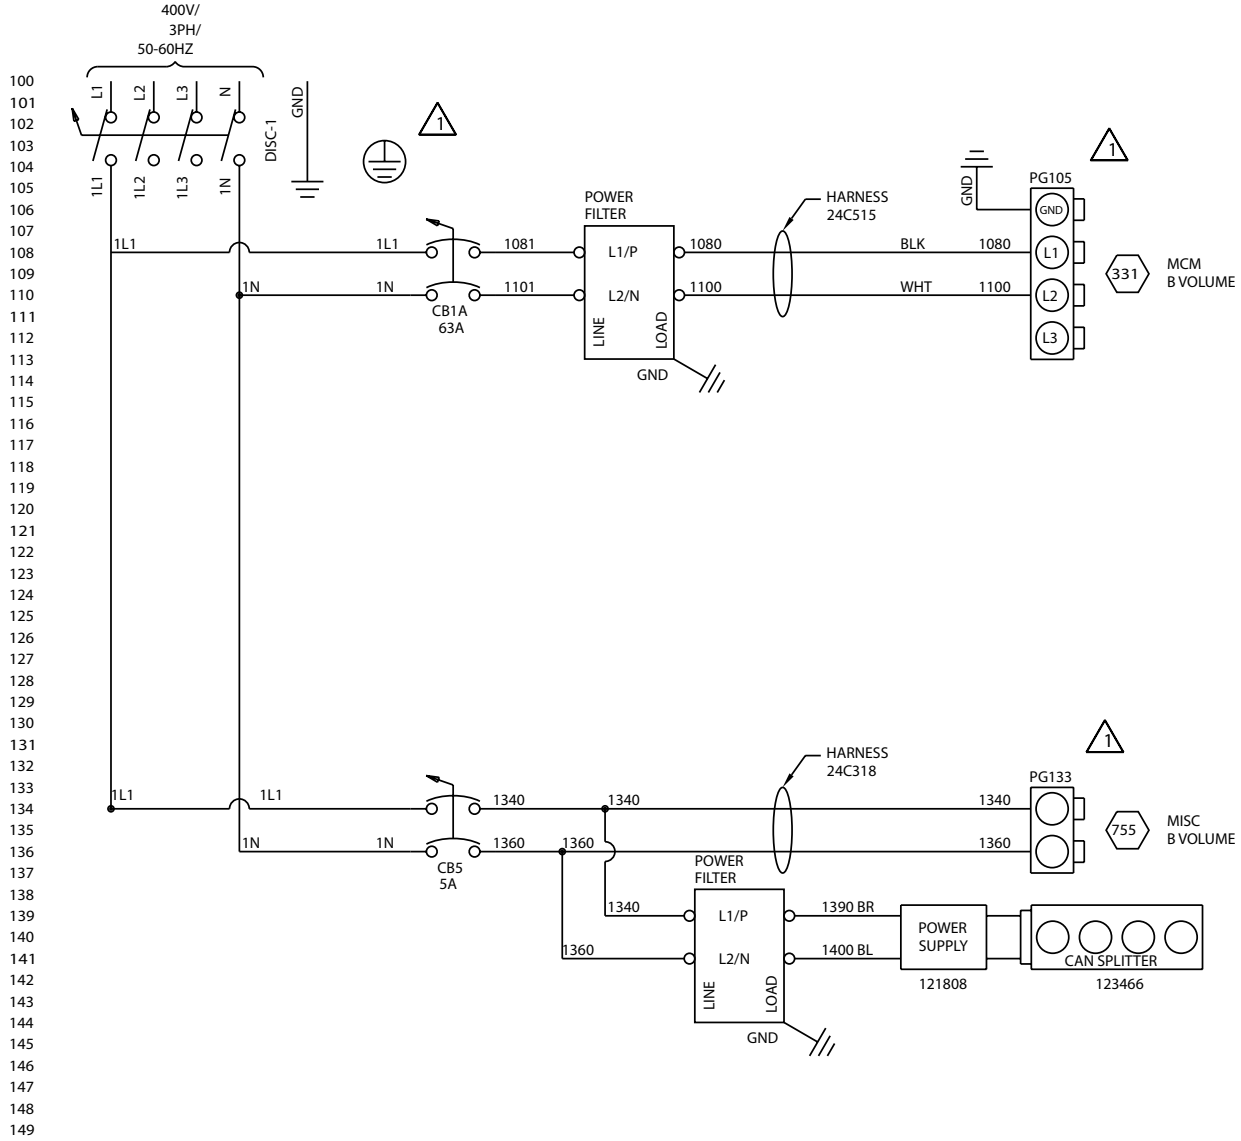 400V/
3PH/
50-60HZ
100
101
102
103
104
105
106
107
108
109
110
111
112
113
114
115
116
117
118
119
120
121
122
123
124
125
126
127
128
129
130
131
132
133
134
135
136
137
138
139
140
141
142
143
144
145
146
147
148
149
L1
L2
L3
N
GND
DISC-1
1L1
1L2
1L3
1N
1
1
GND
PG105
GND
L1
L2
L3
331
MCM
B VOLUME
POWER
FILTER
HARNESS
24C515
1L1
1L1
1081
L1/P
1080
BLK
1080
1N
1N
1101
L2/N
1100
WHT
1100
CB1A
63A
LINE
LOAD
GND
1
HARNESS
24C318
PG133
1L1
1L1
1340
1340
1340
755
MISC
B VOLUME
1N
1N
1360
1360
1360
CB5
5A
POWER
FILTER
1340
L1/P
1390 BR
1360
L2/N
1400 BL
LINE
LOAD
GND
POWER
SUPPLY
121808
CAN SPLITTER
123466